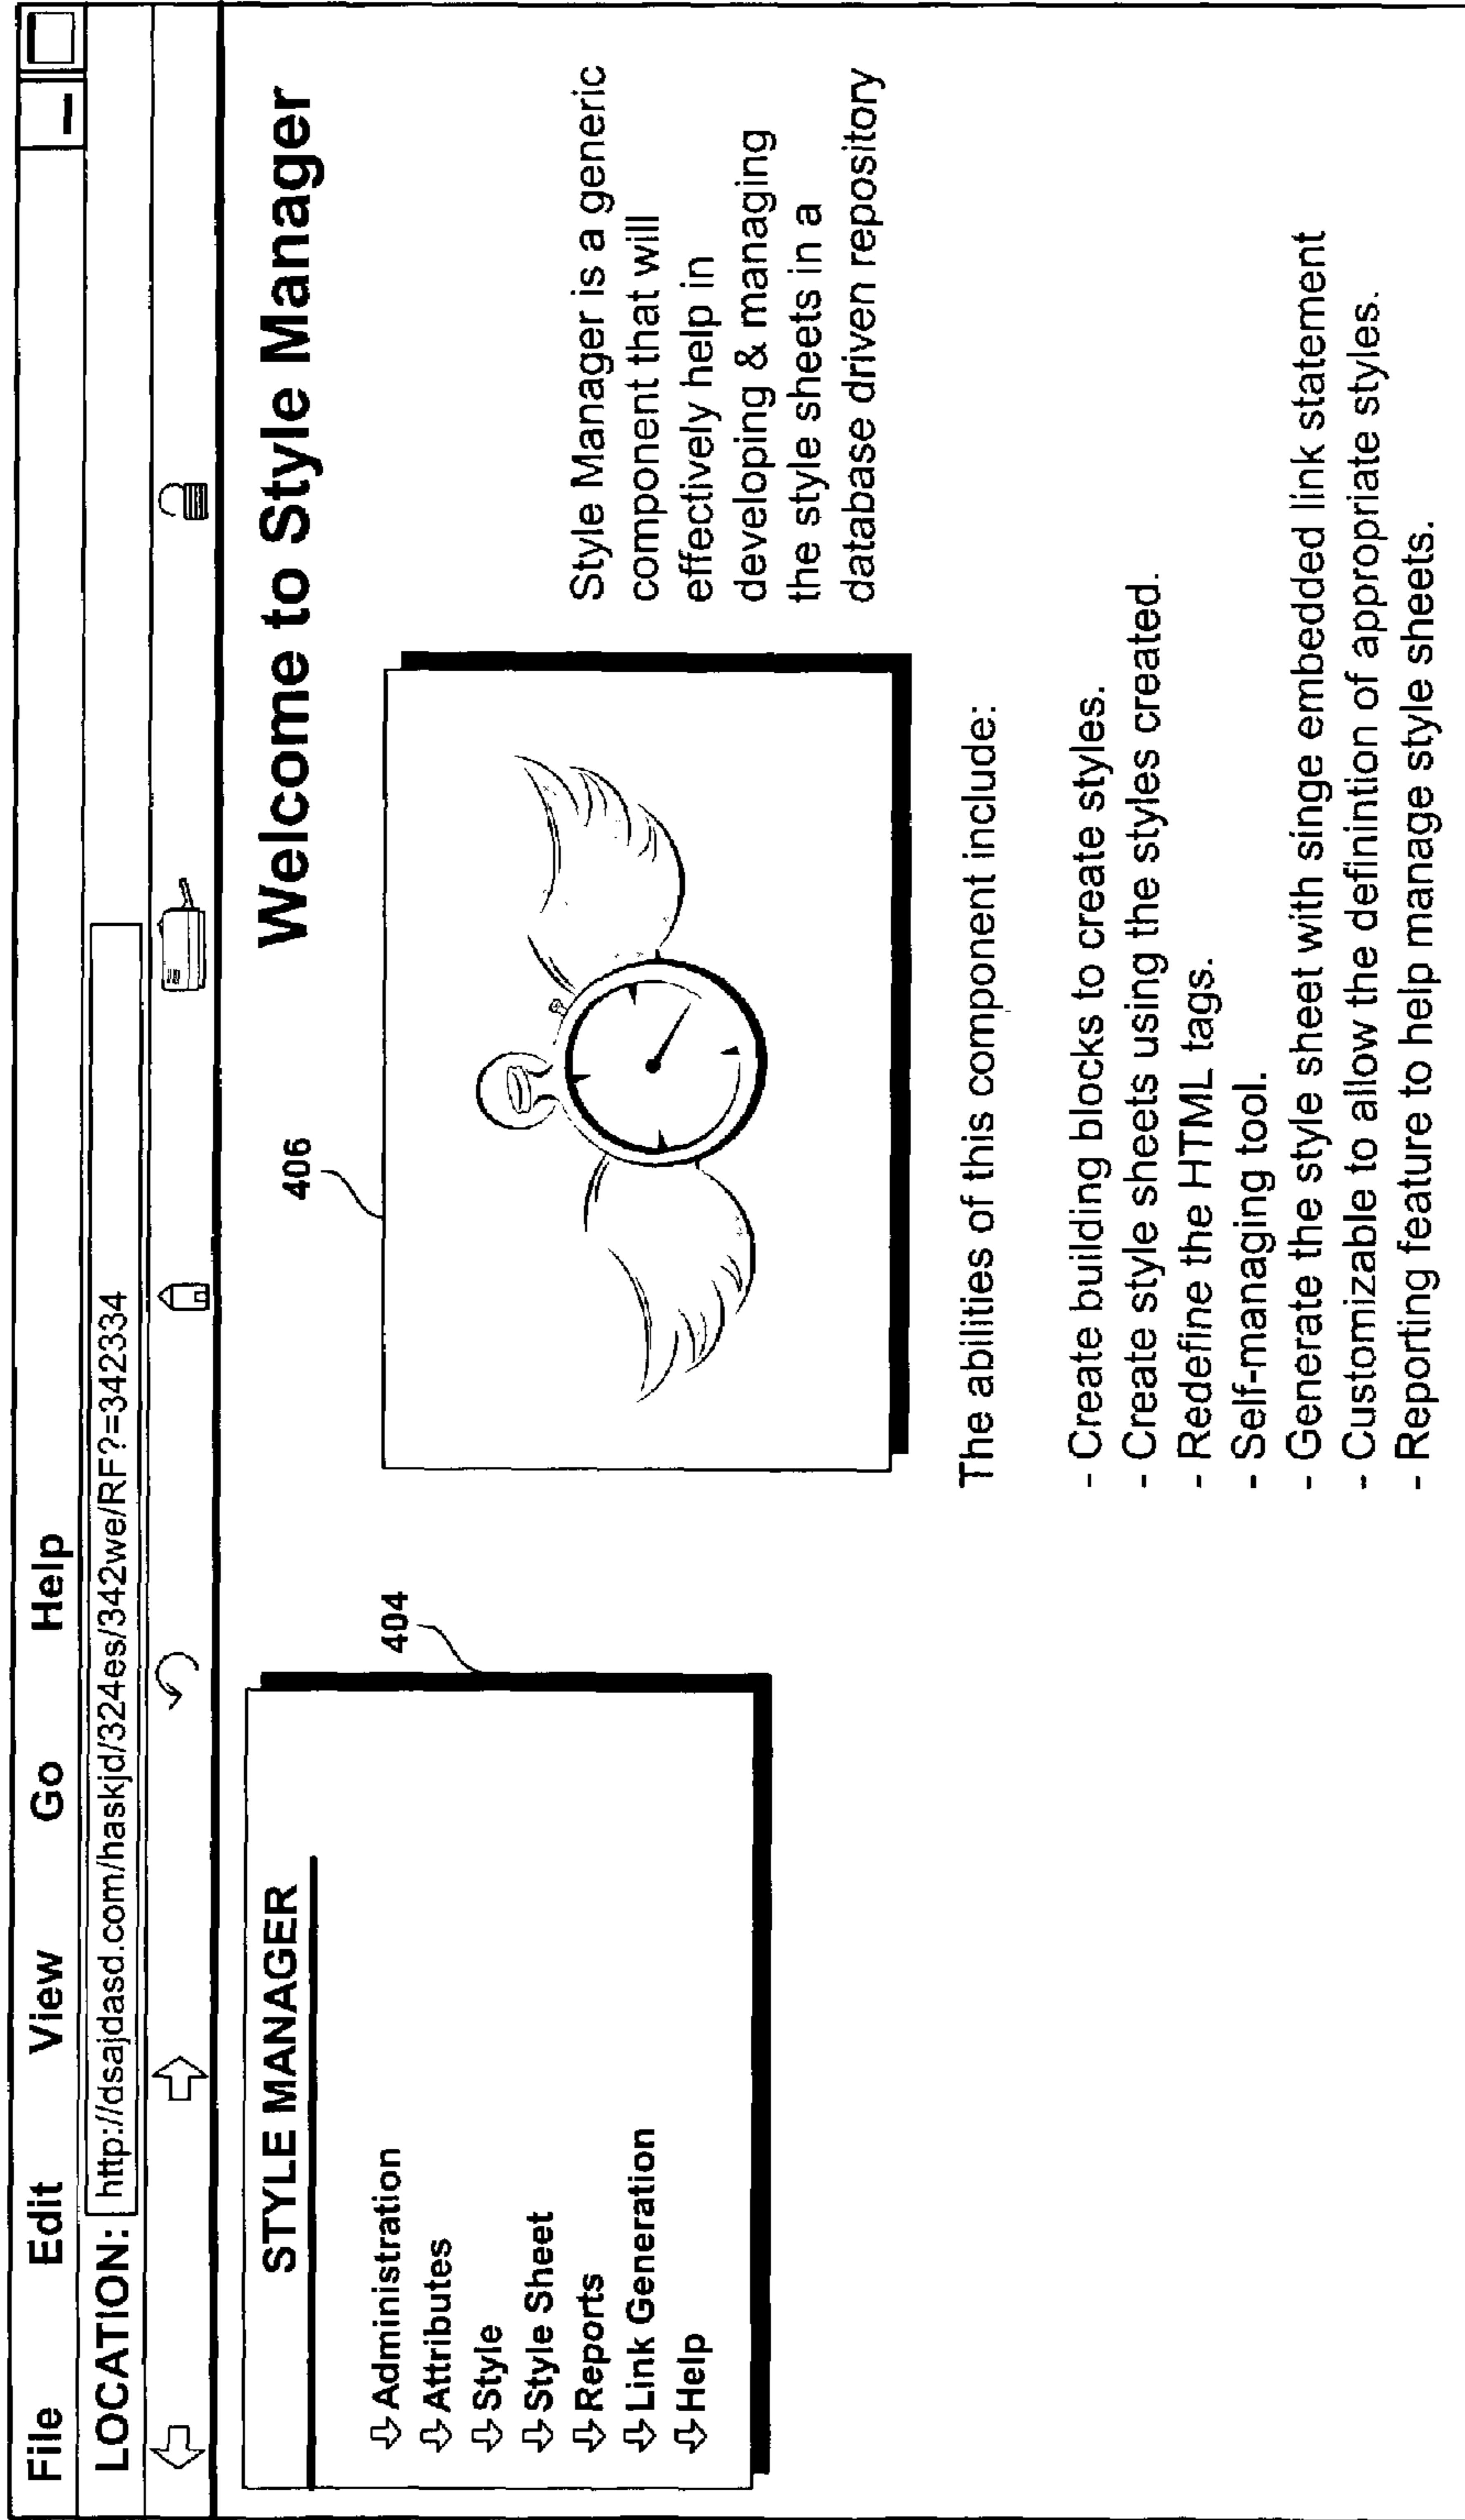 File Edit View Go Help
LOCATION: http://dsajdasd.com/haskjd/324es/342we/RF?=342334
STYLE MANAGER
Administration
Attributes
Style
Style Sheet
Reports
Link Generation
Help
404
Welcome to Style Manager
406
Style Manager is a generic
component that will
effectively help in
developing & managing
the style sheets in a
database driven repository
The abilities of this component include:
- Create building blocks to create styles.
- Create style sheets using the styles created.
- Redefine the HTML tags.
- Self-managing tool.
- Generate the style sheet with singe embedded link statement
- Customizable to allow the definintion of appropriate styles.
- Reporting feature to help manage style sheets.